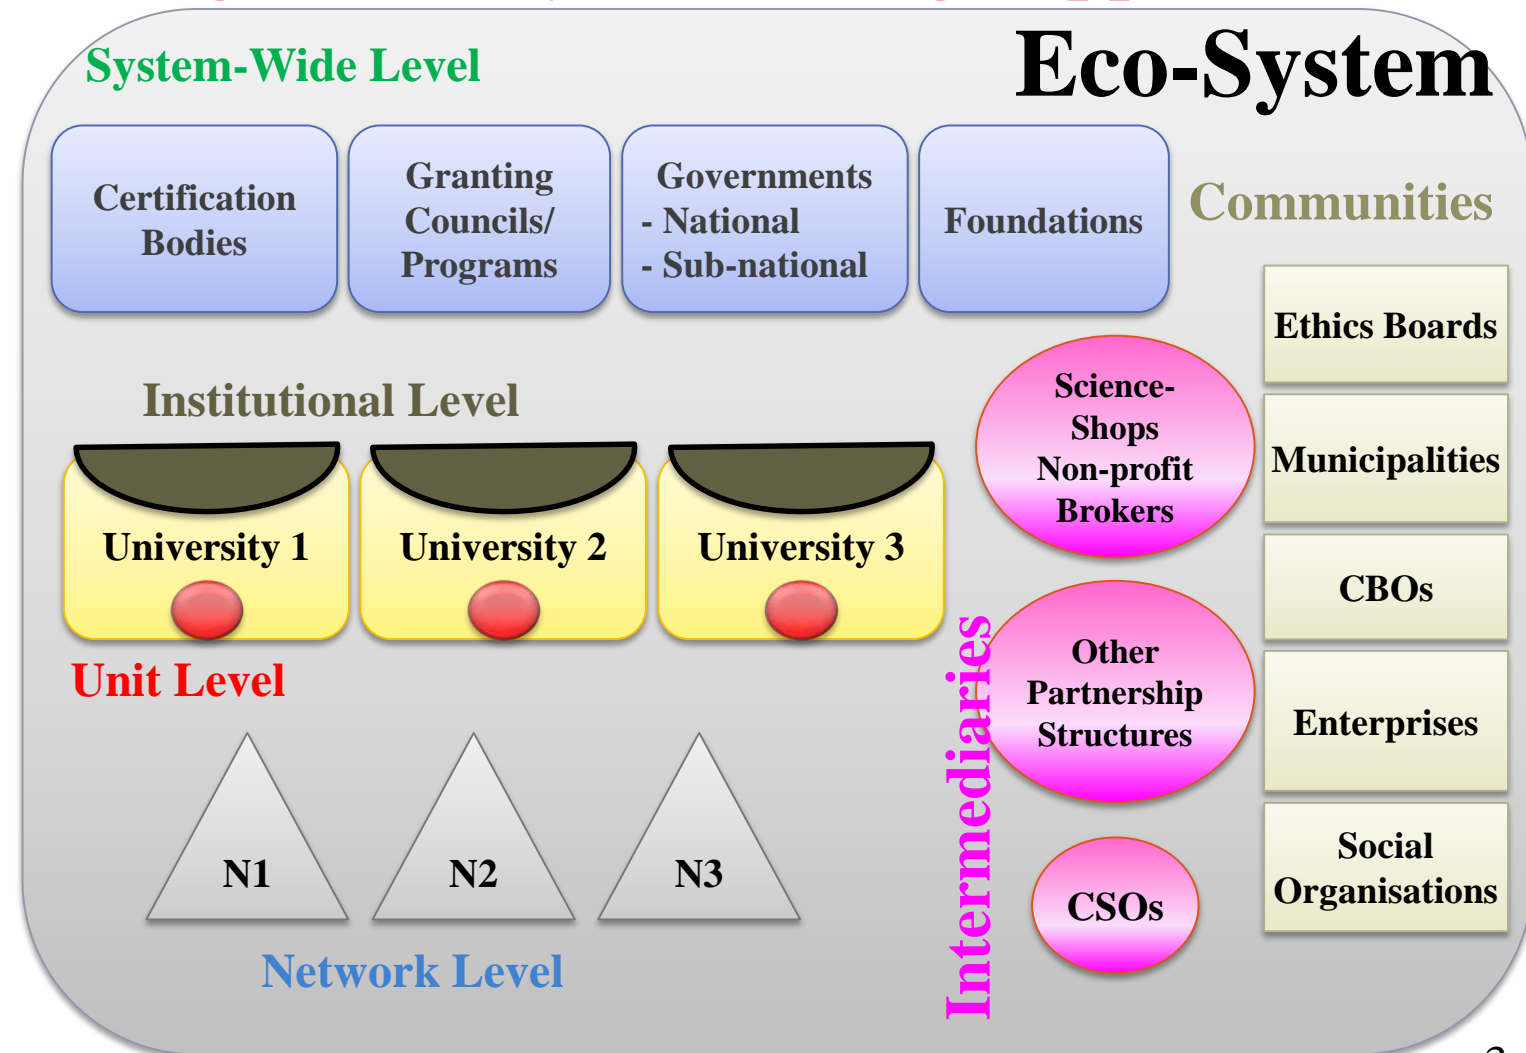 Eco-System
System-Wide Level
Certification
Bodies
Granting
Councils/
Programs
Governments
- National
- Sub-national
Foundations
Communities
Ethics Boards
Municipalities
CBOs
Enterprises
Social
Organisations
Institutional Level
University 1
University 2
University 3
Unit Level
Science-
Shops
Non-profit
Brokers
Other
Partnership
Structures
CSOs
Intermediaries
N1
N2
N3
Network Level